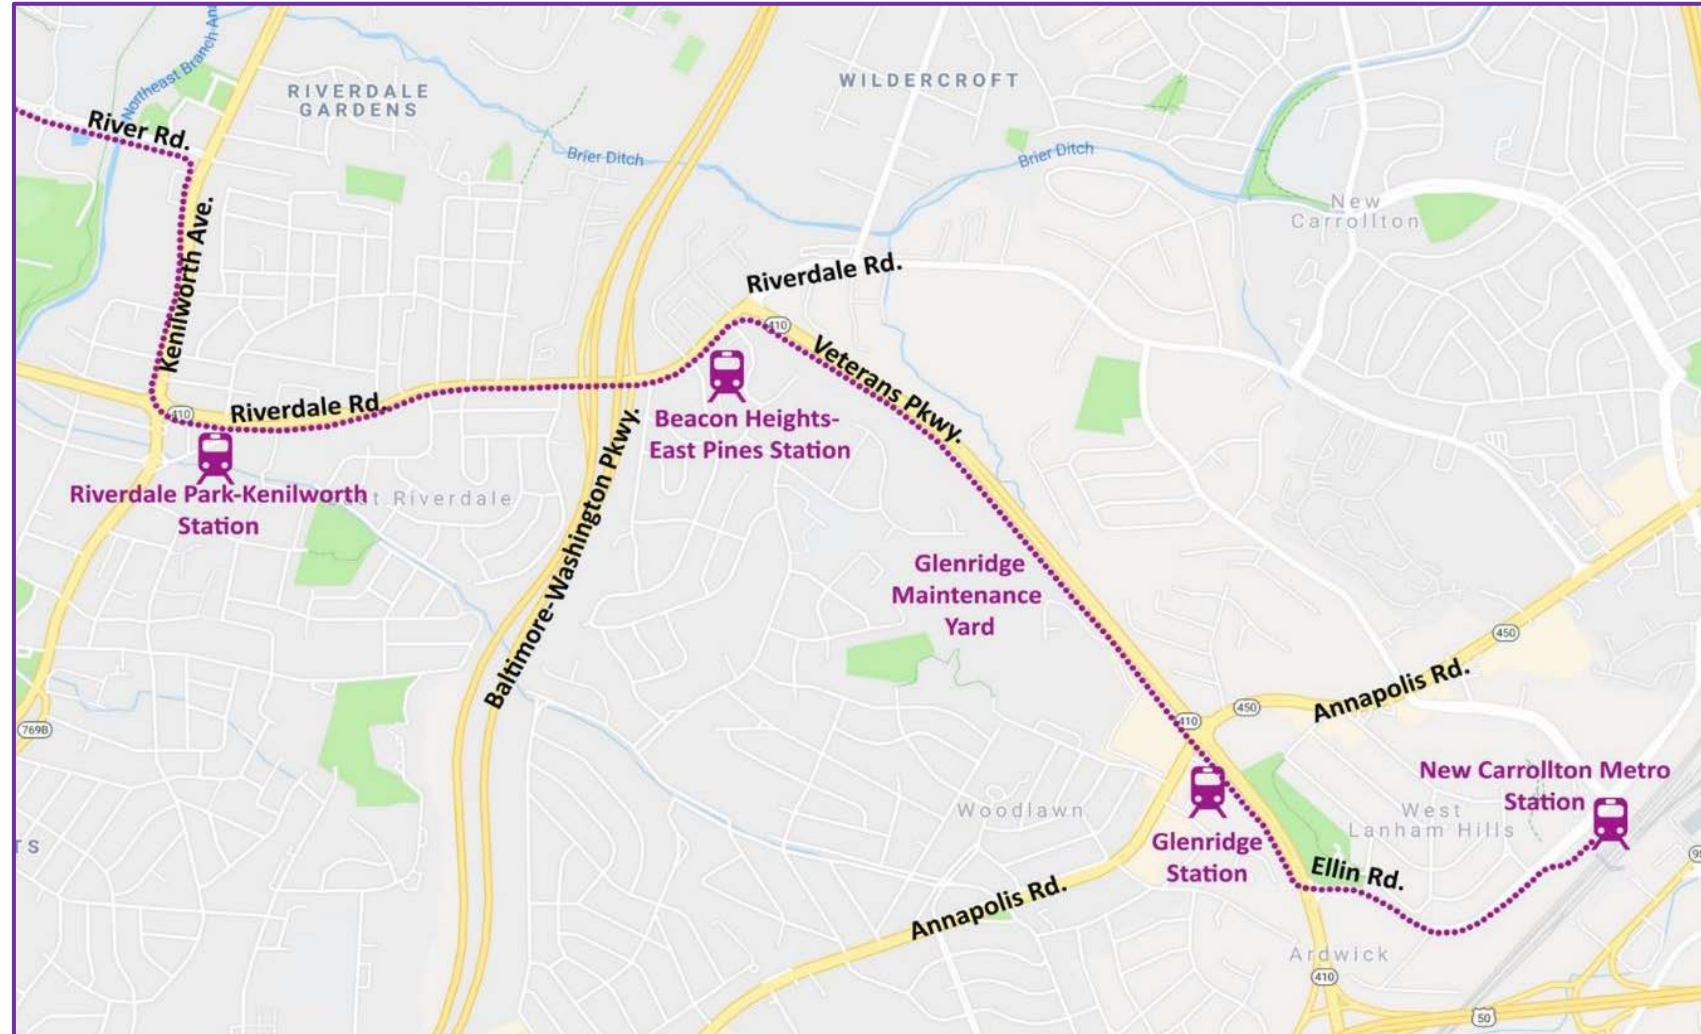 Northeast Branch An
RIVERDALE
GARDENS
WILDERCROFT
River Rd.
Brier Ditch
Brier Ditch
New
Carrollton
Kenilworth Ave.
Riverdale Rd.
410
Veterans Pkwy.
410
Riverdale Rd.
Beacon Heights-
East Pines Station
Baltimore-Washington Pkwy.
Riverdale Park-Kenilworth
Station
st Riverdale
Glenridge
Maintenance
Yard
450
Annapolis Rd.
450
410
769B
New Carrollton Metro
Station
West
Lanham Hills
Woodlawn
Glenridge
Station
Ellin Rd.
TS
Annapolis Rd.
Ardwick
410
50